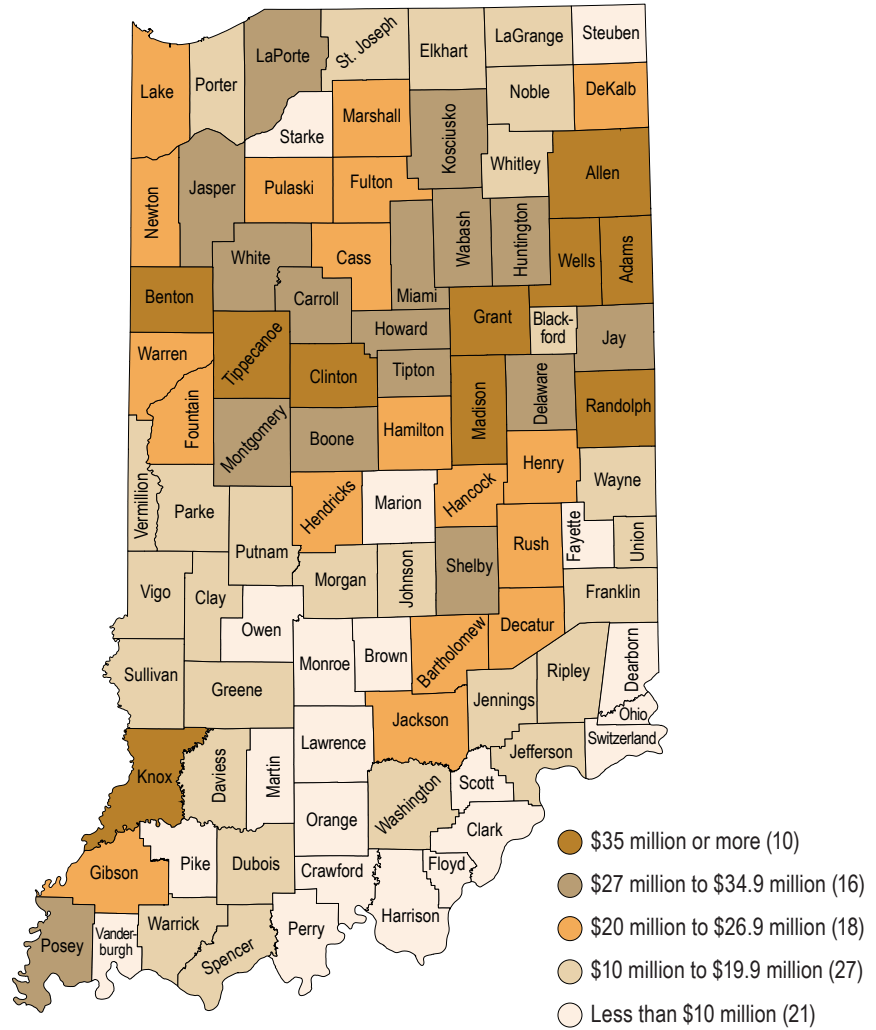 Steuben
LaGrange
St. Joseph
Elkhart
LaPorte
Porter
Lake
Noble
DeKalb
Marshall
Starke
Kosciusko
Whitley
Allen
Jasper
Pulaski
Fulton
Newton
Wabash
Huntington
White
Cass
Wells
Adams
Benton
Carroll
Miami
Grant
Black-
ford
Howard
Jay
Tippecanoe
Warren
Clinton
Tipton
Delaware
Randolph
Madison
Fountain
Montgomery
Boone
Hamilton
Henry
Wayne
Hancock
Hendricks
Marion
Vermillion
Parke
Fayette
Union
Rush
Putnam
Shelby
Johnson
Morgan
Vigo
Clay
Franklin
Owen
Decatur
Bartholomew
Brown
Monroe
Dearborn
Ripley
Sullivan
Greene
Jennings
Ohio
Jackson
Switzerland
Lawrence
Jefferson
Knox
Daviess
Martin
Scott
Washington
Orange
Clark
Pike
Dubois
Crawford
Floyd
Gibson
Harrison
Warrick
Perry
Vander-
burgh
Posey
Spencer
$35 million or more (10)
$27 million to $34.9 million (16)
$20 million to $26.9 million (18)
$10 million to $19.9 million (27)
Less than $10 million (21)